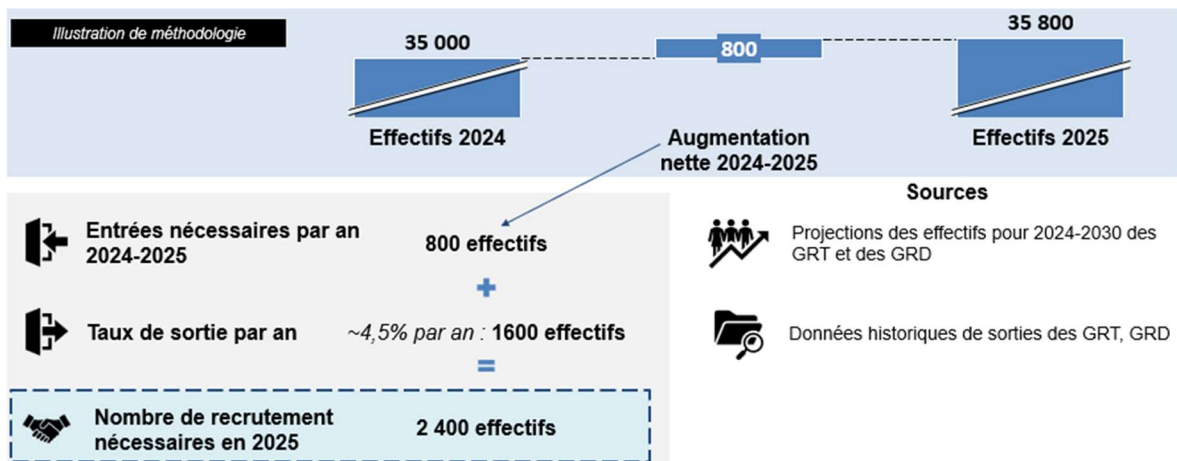 Illustration de méthodologie
35 000
800
35 800
Effectifs 2024
Augmentation
nette 2024-2025
Effectifs 2025
Entrées nécessaires par an
2024-2025
800 effectifs
+
Taux de sortie par an
~4,5% par an : 1600 effectifs
=
Nombre de recrutement
nécessaires en 2025
2 400 effectifs
Sources
Projections des effectifs pour 2024-2030 des
GRT et des GRD
Données historiques de sorties des GRT, GRD